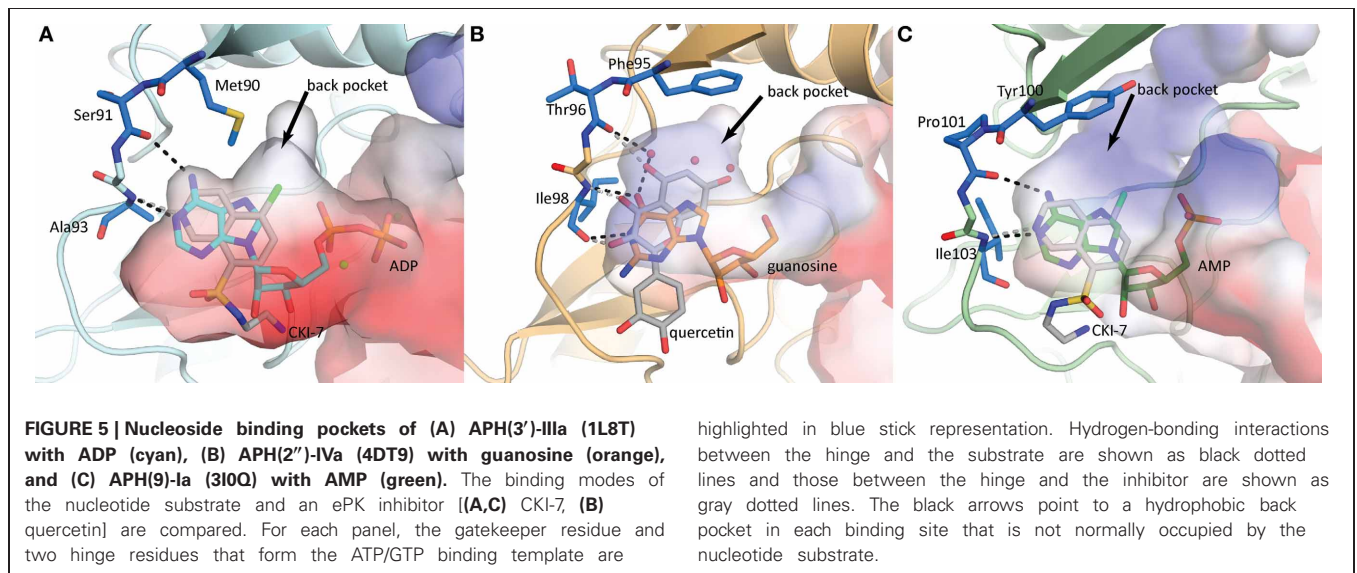 A
Met90
back pocket
Ser91
Ala93
ADP
CKI-7
B
Phe95
back pocket
Thr96
Ile98
guanosine
quercetin
C
Tyr100
back pocket
Pro101
Ile103
AMP
CKI-7
FIGURE 5 | Nucleoside binding pockets of (A) APH(3′)-IIIa (1L8T)
with ADP (cyan), (B) APH(2″)-IVa (4DT9) with guanosine (orange),
and (C) APH(9)-Ia (3I0Q) with AMP (green). The binding modes of
the nucleotide substrate and an ePK inhibitor [(A,C) CKI-7, (B)
quercetin] are compared. For each panel, the gatekeeper residue and
two hinge residues that form the ATP/GTP binding template are
highlighted in blue stick representation. Hydrogen-bonding interactions
between the hinge and the substrate are shown as black dotted
lines and those between the hinge and the inhibitor are shown as
gray dotted lines. The black arrows point to a hydrophobic back
pocket in each binding site that is not normally occupied by the
nucleotide substrate.